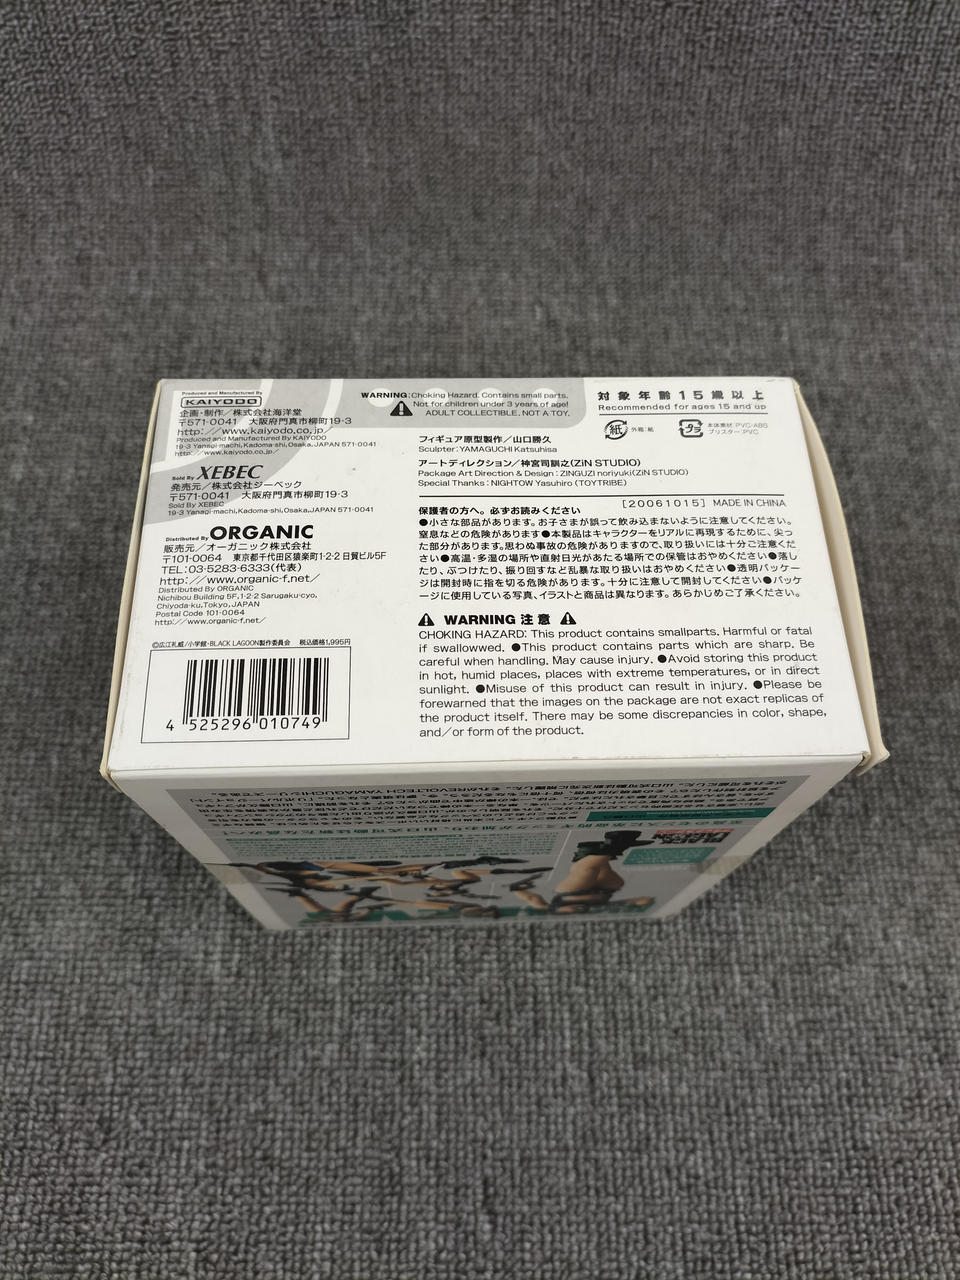 Produced and Manufactured By
KAIYODO
企画・制作／株式会社海洋堂
〒571-0041　大阪府門真市柳町19-3
http://www.kaiyodo.co.jp/
Produced and Manufactured By KAIYODO
19-3 Yanagi-machi, Kadoma-shi, Osaka, JAPAN 571-0041
http://www.kaiyodo.co.jp/
Sold By XEBEC
発売元／株式会社ジーベック
〒571-0041　大阪府門真市柳町19-3
Sold By XEBEC
19-3 Yanagi-machi, Kadoma-shi, Osaka, JAPAN 571-0041
Distributed By ORGANIC
販売元／オーガニック株式会社
〒101-0064　東京都千代田区猿楽町1-2-2 日貿ビル5F
TEL:03-5283-6333(代表)
http://www.organic-f.net/
Distributed By ORGANIC
Nichibou Building 5F,1-2-2 Sarugaku-cyo,
Chiyoda-ku,Tokyo,JAPAN
Postal Code 101-0064
http://www.organic-f.net/
©広江礼威／小学館・BLACK LAGOON製作委員会　税込価格1,995円
4 525296 010749
WARNING:Choking Hazard. Contains small parts.
Not for children under 3 years of age!
ADULT COLLECTIBLE, NOT A TOY.
対象年齢15歳以上
Recommended for ages 15 and up
紙 外箱：紙
プラ 本体素材：PVC・ABS
ブリスター：PVC
フィギュア原型製作／山口勝久
Sculpter：YAMAGUCHI Katsuhisa
アートディレクション／神宮司訓之(ZiN STUDIO)
Package Art Direction & Design：ZINGUZI noriyuki(ZiN STUDIO)
Special Thanks：NIGHTOW Yasuhiro (TOYTRIBE)
[20061015] MADE IN CHINA
保護者の方へ。必ずお読みください
●小さな部品があります。お子さまが誤って飲み込まないように注意してください。
窒息などの危険があります●本製品はキャラクターをリアルに再現するために、尖っ
た部分があります。思わぬ事故の危険がありますので、取り扱いには十分ご注意くだ
さい●高温・多湿の場所や直射日光があたる場所での保管はおやめください●落し
たり、ぶつけたり、振り回すなど乱暴な取り扱いはおやめください●透明パッケー
ジは開封時に指を切る危険があります。十分に注意して開封してください●パッケ
ージに使用している写真、イラストと商品は異なります。あらかじめご了承ください。
WARNING 注意
CHOKING HAZARD: This product contains smallparts. Harmful or fatal
if swallowwed. ●This product contains parts which are sharp. Be
careful when handling. May cause injury. ●Avoid storing this product
in hot, humid places, places with extreme temperatures, or in direct
sunlight. ●Misuse of this product can result in injury. ●Please be
forewarned that the images on the package are not exact replicas of
the product itself. There may be some discrepancies in color, shape,
and/or form of the product.